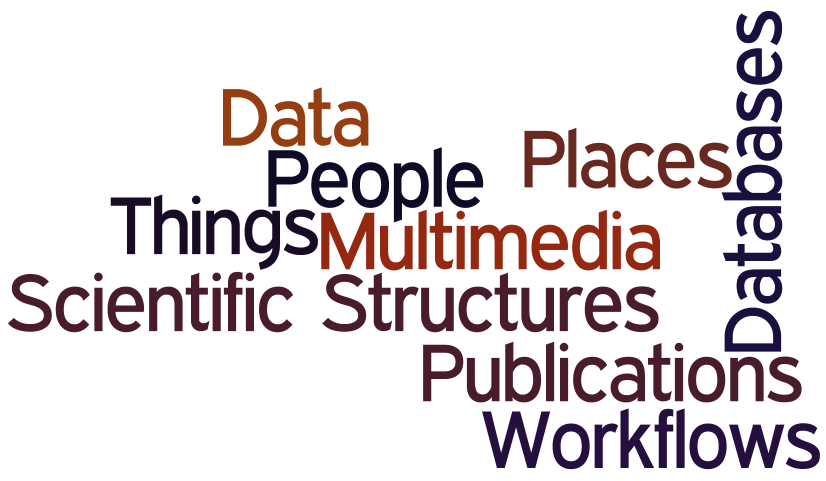 Data
People
Places
Databases
Things
Multimedia
Scientific Structures
Publications
Workflows